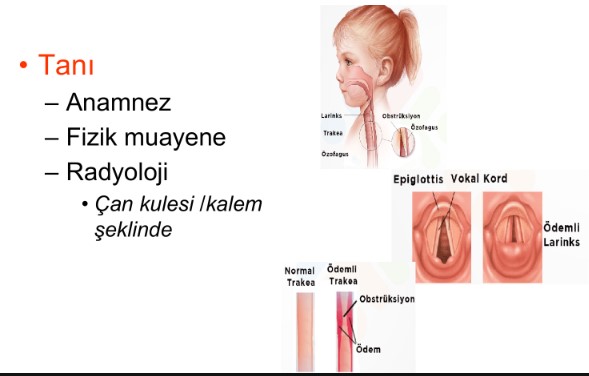 • Tanı
– Anamnez
– Fizik muayene
– Radyoloji
• Çan kulesi /kalem
şeklinde
Larinks
Obstrüksiyon
Özofagus
Trakea
Özofagus
Epiglottis Vokal Kord
Ödemli
Larinks
Normal
Trakea
Ödemli
Trakea
Obstrüksiyon
Ödem